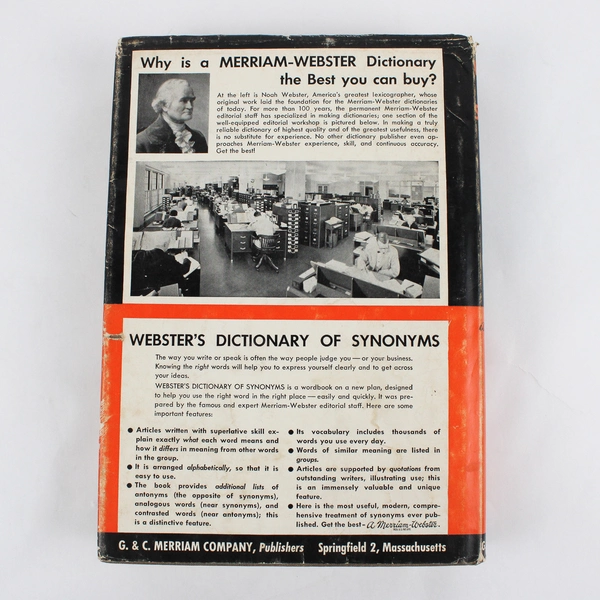 Why is a MERRIAM-WEBSTER Dictionary
the Best you can buy?
At the left is Noah Webster, America's greatest lexicographer, whose
original work laid the foundation for the Merriam-Webster dictionaries
of today. For more than 100 years, the permanent Merriam-Webster
editorial staff has specialized in making dictionaries; one section of the
well-equipped editorial workshop is pictured below. In making a truly
reliable dictionary of highest quality and of the greatest usefulness, there
is no substitute for experience. No other dictionary publisher even ap-
proaches Merriam-Webster experience, skill, and continuous accuracy.
Get the best!
WEBSTER'S DICTIONARY OF SYNONYMS
The way you write or speak is often the way people judge you — or your business.
Knowing the right words will help you to express yourself clearly and to get across
your ideas.
WEBSTER'S DICTIONARY OF SYNONYMS is a wordbook on a new plan, designed
to help you use the right word in the right place — easily and quickly. It was pre-
pared by the famous and expert Merriam-Webster editorial staff. Here are some
important features:
● Articles written with superlative skill ex-
plain exactly what each word means and
how it differs in meaning from other words
in the group.
● It is arranged alphabetically, so that it is
easy to use.
● The book provides additional lists of
antonyms (the opposite of synonyms),
analogous words (near synonyms), and
contrasted words (near antonyms); this
is a distinctive feature.
● Its vocabulary includes thousands of
words you use every day.
● Words of similar meaning are listed in
groups.
● Articles are supported by quotations from
outstanding writers, illustrating use; this
is an immensely valuable and unique
feature.
● Here is the most useful, modern, compre-
hensive treatment of synonyms ever pub-
lished. Get the best — A Merriam-Webster.
G. & C. MERRIAM COMPANY, Publishers Springfield 2, Massachusetts